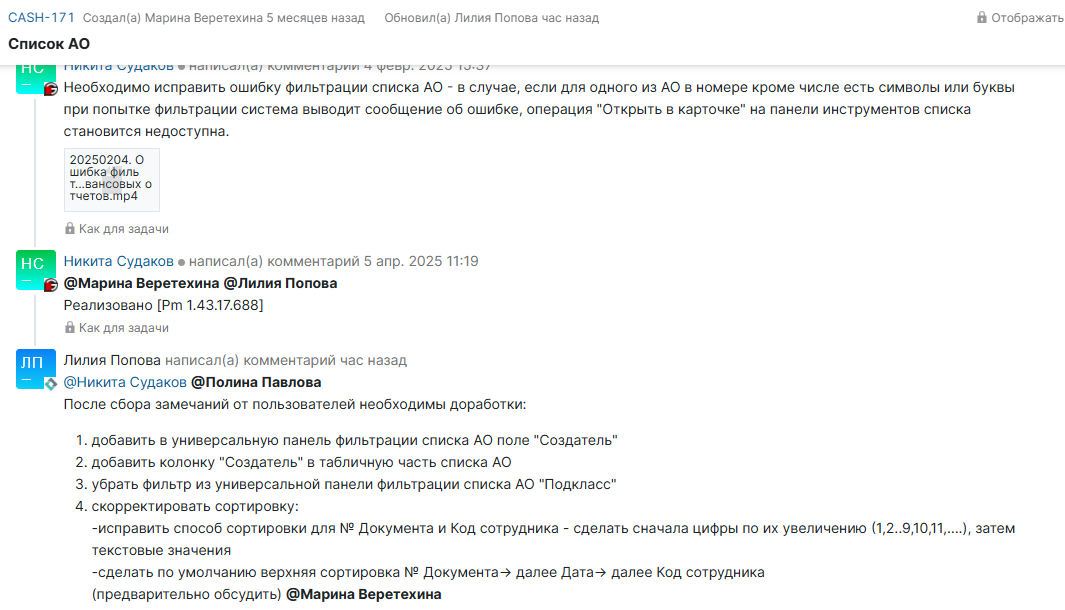 CASH-171 Создал(а) Марина Веретехина 5 месяцев назад Обновил(а) Лилия Попова час назад Отображать
Список АО
НС Никита Судаков написал(а) комментарий 4 февр. 2025 15:37
Необходимо исправить ошибку фильтрации списка АО - в случае, если для одного из АО в номере кроме числе есть символы или буквы
при попытке фильтрации система выводит сообщение об ошибке, операция "Открыть в карточке" на панели инструментов списка
становится недоступна.
20250204. О
шибка филь
т...вансовых о
тчетов.mp4
Как для задачи
НС Никита Судаков написал(а) комментарий 5 апр. 2025 11:19
@Марина Веретехина @Лилия Попова
Реализовано [Pm 1.43.17.688]
Как для задачи
ЛП Лилия Попова написал(а) комментарий час назад
@Никита Судаков @Полина Павлова
После сбора замечаний от пользователей необходимы доработки:
1. добавить в универсальную панель фильтрации списка АО поле "Создатель"
2. добавить колонку "Создатель" в табличную часть списка АО
3. убрать фильтр из универсальной панели фильтрации списка АО "Подкласс"
4. скорректировать сортировку:
-исправить способ сортировки для № Документа и Код сотрудника - сделать сначала цифры по их увеличению (1,2..9,10,11,....), затем
текстовые значения
-сделать по умолчанию верхняя сортировка № Документа→ далее Дата→ далее Код сотрудника
(предварительно обсудить) @Марина Веретехина